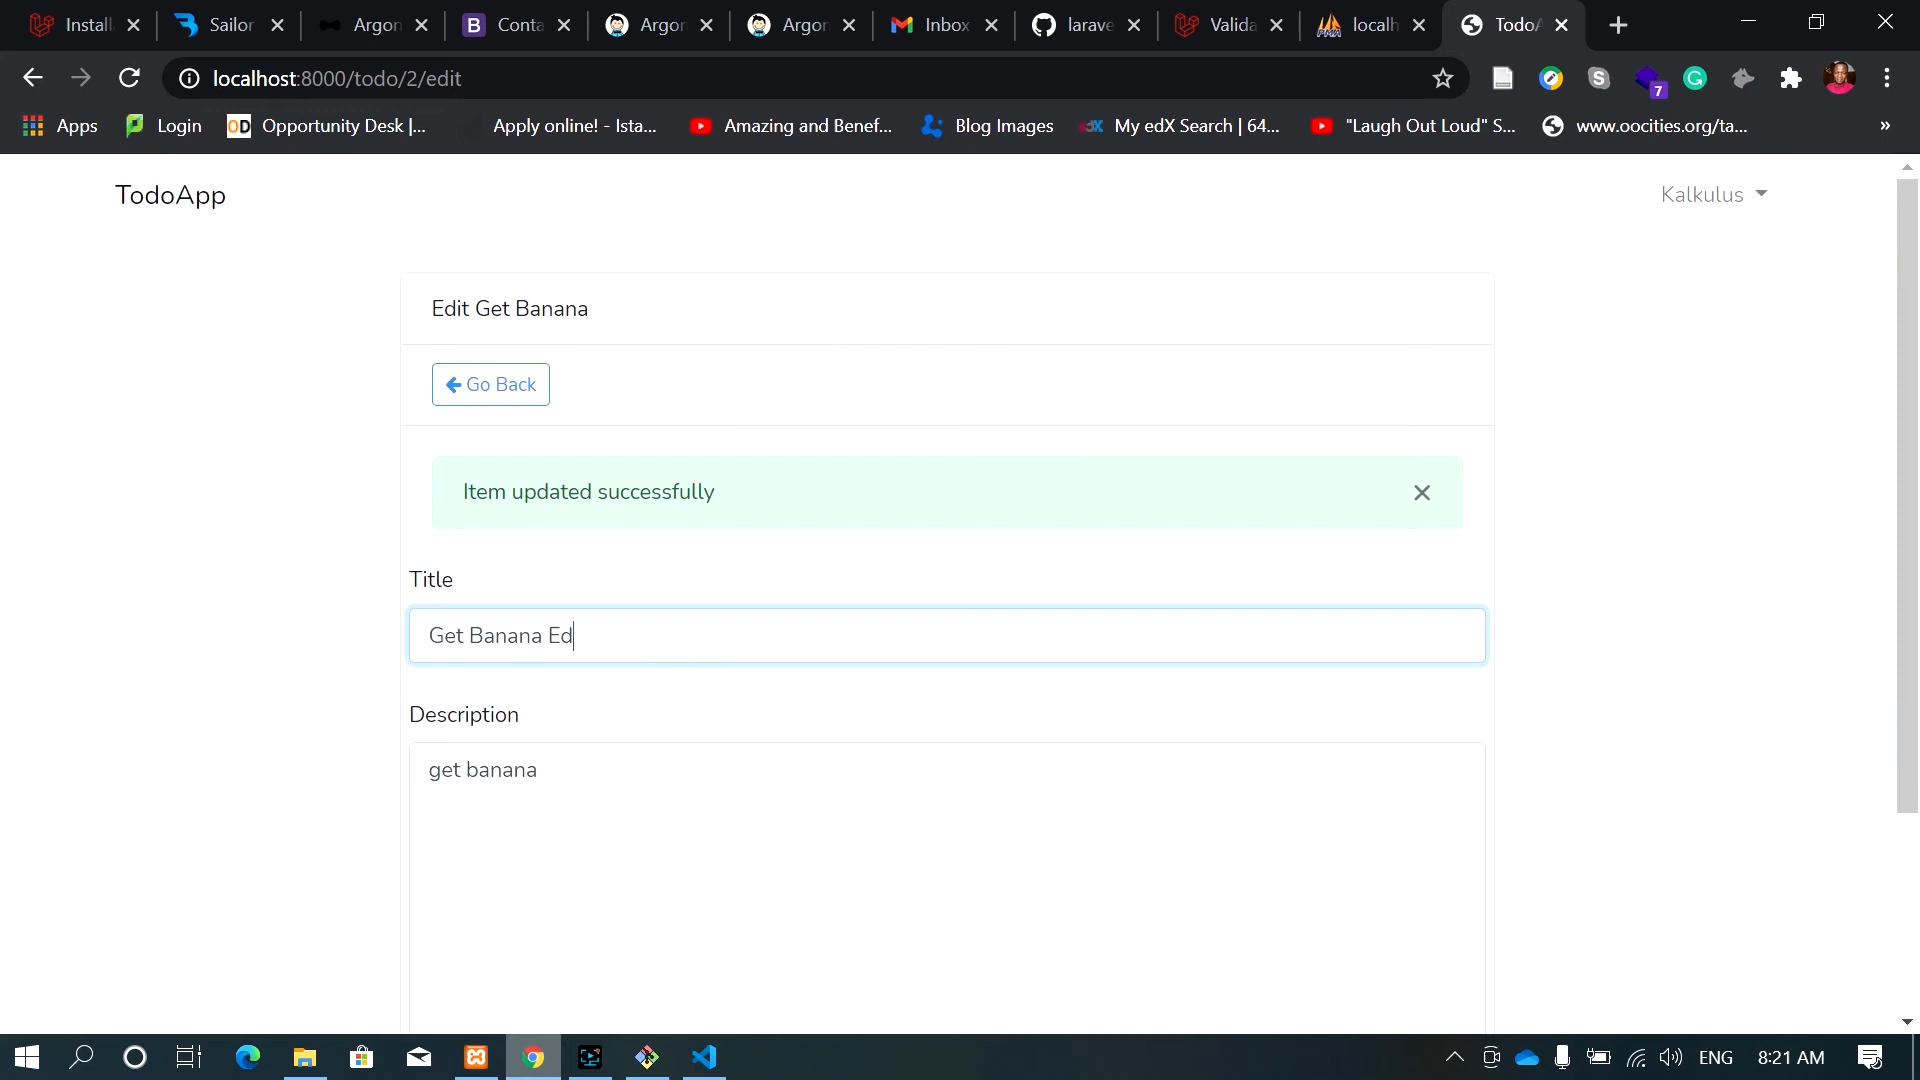 Install
Sailor
Argon
Conta
Argon
Argon
Inbox
larave
Valida
localh
TodoA
localhost:8000/todo/2/edit
7
Apps
Login
OD Opportunity Desk |...
Apply online! - Ista...
Amazing and Benef...
Blog Images
My edX Search | 64...
"Laugh Out Loud" S...
www.oocities.org/ta...
»
TodoApp
Kalkulus
Edit Get Banana
Go Back
Item updated successfully
Title
Get Banana Ed
Description
get banana
ENG
8:21 AM